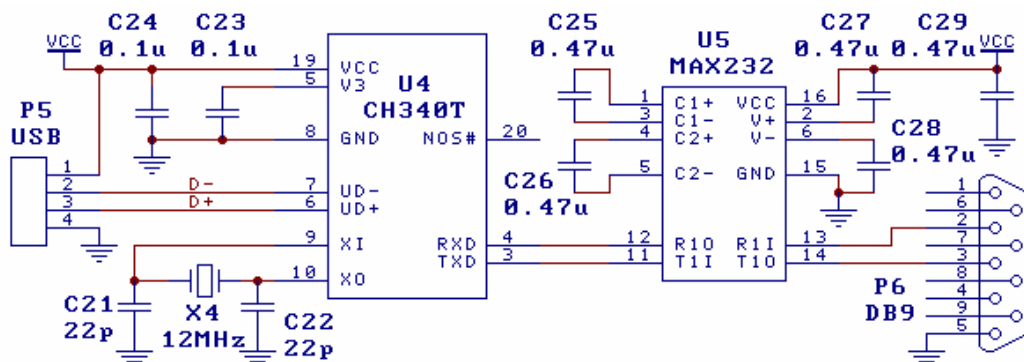 C24
0.1u
C23
0.1u
C25
0.47u
C27
0.47u
C29
0.47u
VCC
VCC
U5
MAX232
P5
USB
1
2
3
4
D-
D+
19
5
8
7
6
9
10
VCC
V3
GND
UD-
UD+
XI
XO
U4
CH340T
NOS#
RXD
TXD
20
4
3
C26
0.47u
1
3
4
5
12
11
C1+
C1-
C2+
C2-
R1O
T1I
VCC
V+
V-
GND
R1I
T1O
16
2
6
15
13
14
C28
0.47u
1
6
2
7
3
8
4
9
5
P6
DB9
C21
22p
X4
12MHz
C22
22p